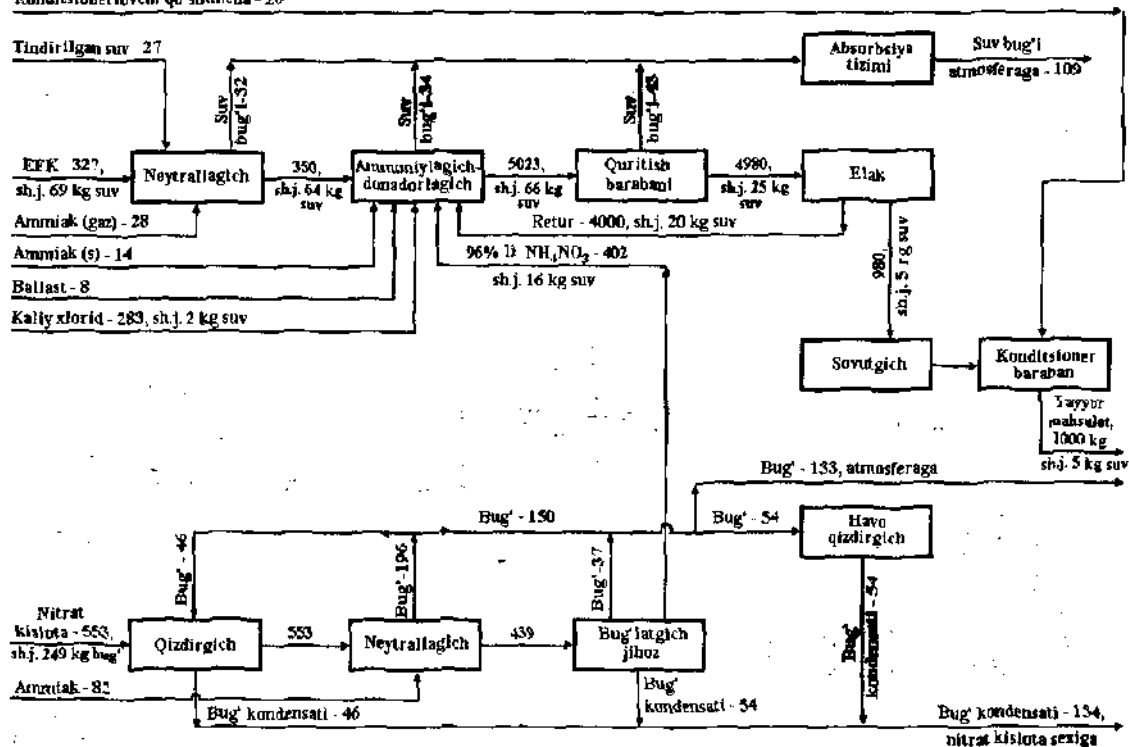 Tindirilgan suv 27
Absorbsiya
tizimi
Suv bug'i
atmosferaga - 109
Suv
bug'i-32
Suv
bug'i-34
Suv
bug'i-43
EFK 327,
sh.j. 69 kg suv
Neytrallagich
350,
sh.j. 64 kg
suv
Ammoniylagich-
donadorlagich
5023,
sh.j. 66 kg
suv
Quritish
barabani
4980,
sh.j. 25 kg
suv
Elak
Ammiak (gaz) - 28
Retur - 4000, sh.j. 20 kg suv
Ammiak (s) - 14
96% li NH4NO3 - 402
sh.j. 16 kg suv
980,
sh.j. 5 rg suv
Ballast - 8
Kaliy xlorid - 283, sh.j. 2 kg suv
Sovutgich
Konditsioner
baraban
Tayyor
mahsulot,
1000 kg
sh.j. 5 kg suv
Bug' - 133, atmosferaga
Bug' - 150
Bug' - 54
Havo
qizdirgich
Bug' - 46
Bug'-196
Bug'-37
Bug'
kondensati - 54
Nitrat
kislota - 553,
sh.j. 249 kg bug'
Qizdirgich
553
Neytrallagich
439
Bug'latgich
jihoz
Ammiak - 82
Bug' kondensati - 46
Bug'
kondensati - 54
Bug' kondensati - 154,
nitrat kislota sexiga